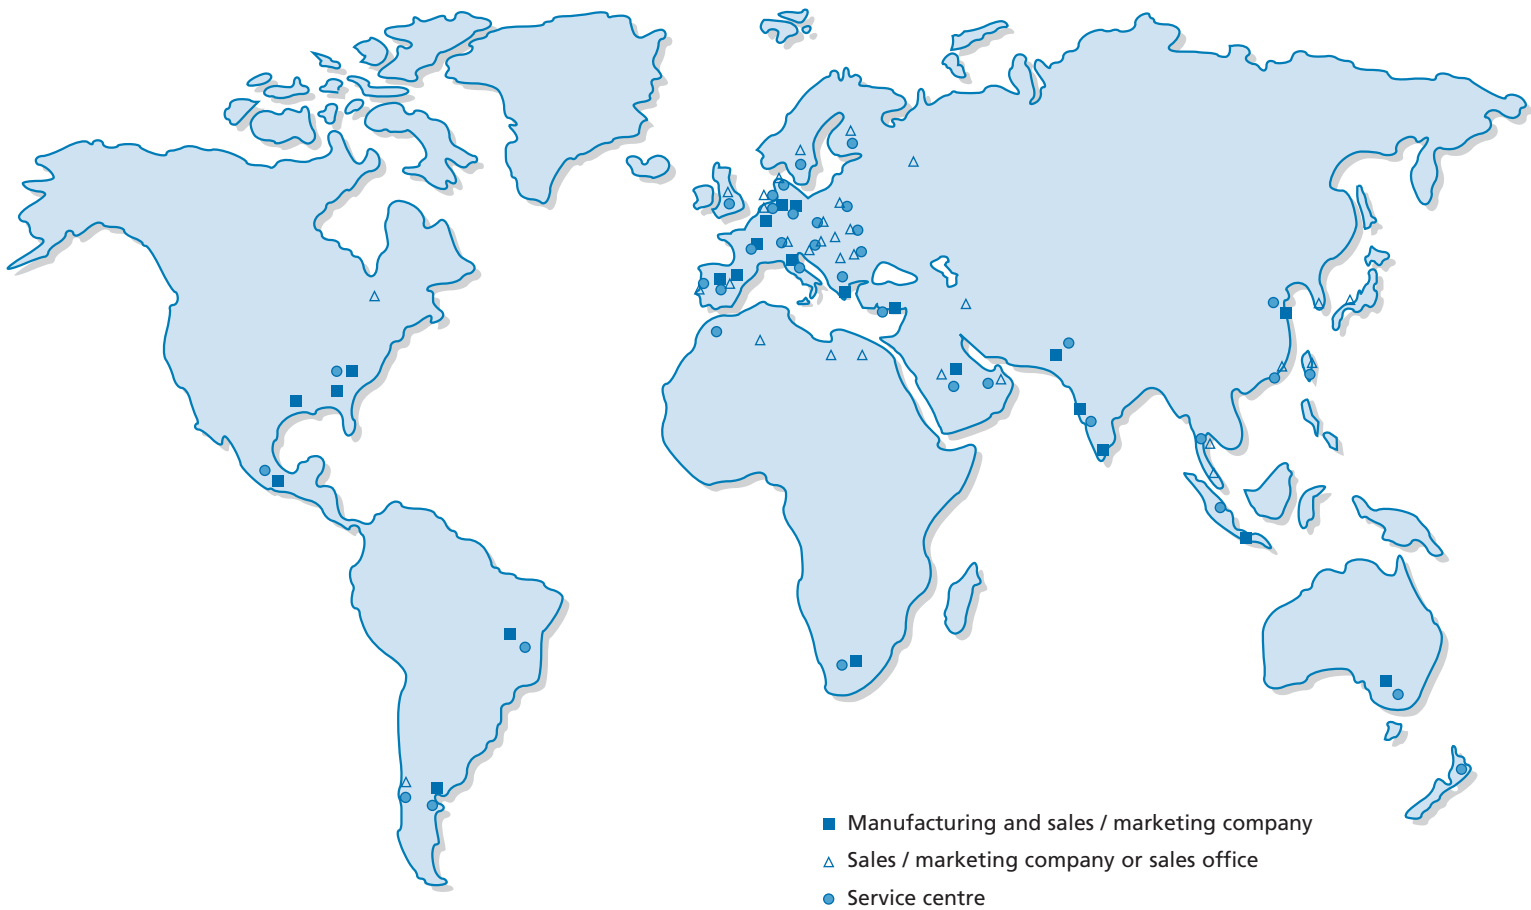 Manufacturing and sales / marketing company
Sales / marketing company or sales office
Service centre